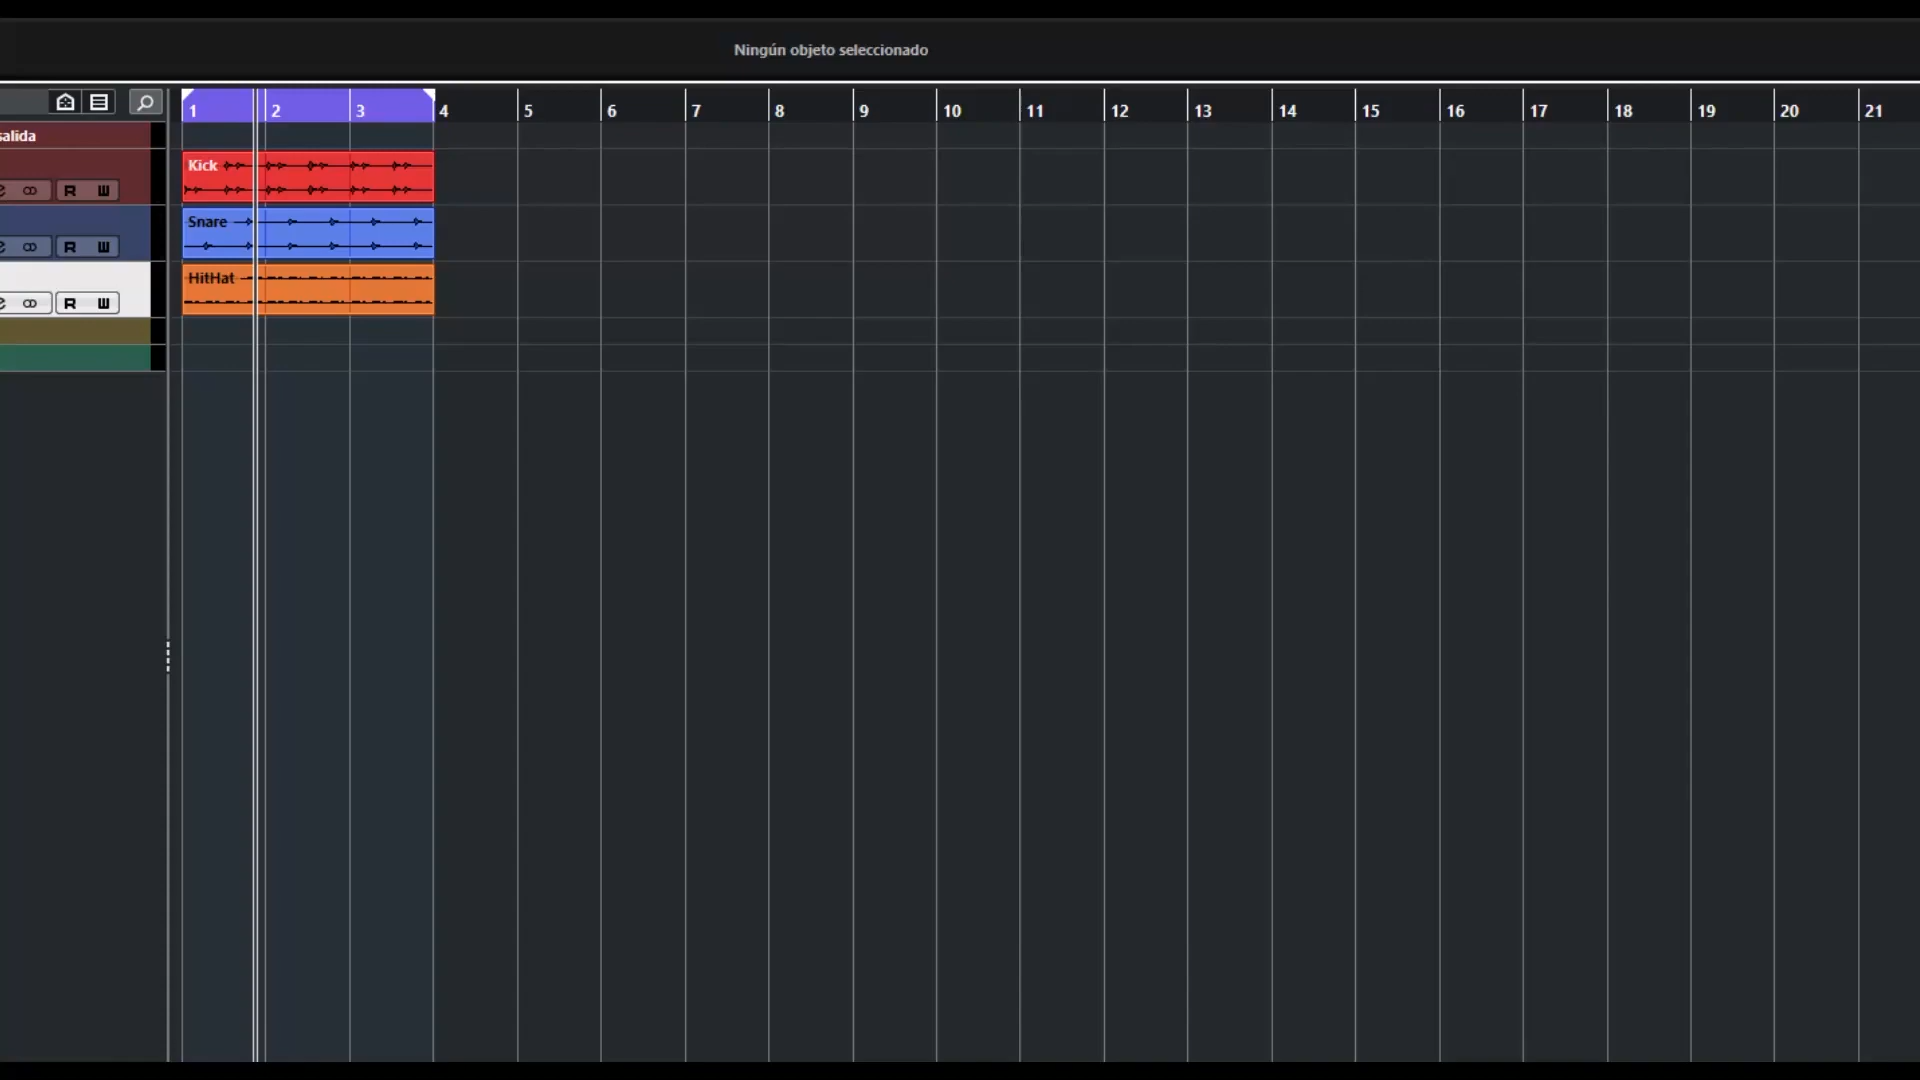 Ningún objeto seleccionado
1 2 3 4 5 6 7 8 9 10 11 12 13 14 15 16 17 18 19 20 21
salida
Kick
R W
Snare
R W
HitHat
R W